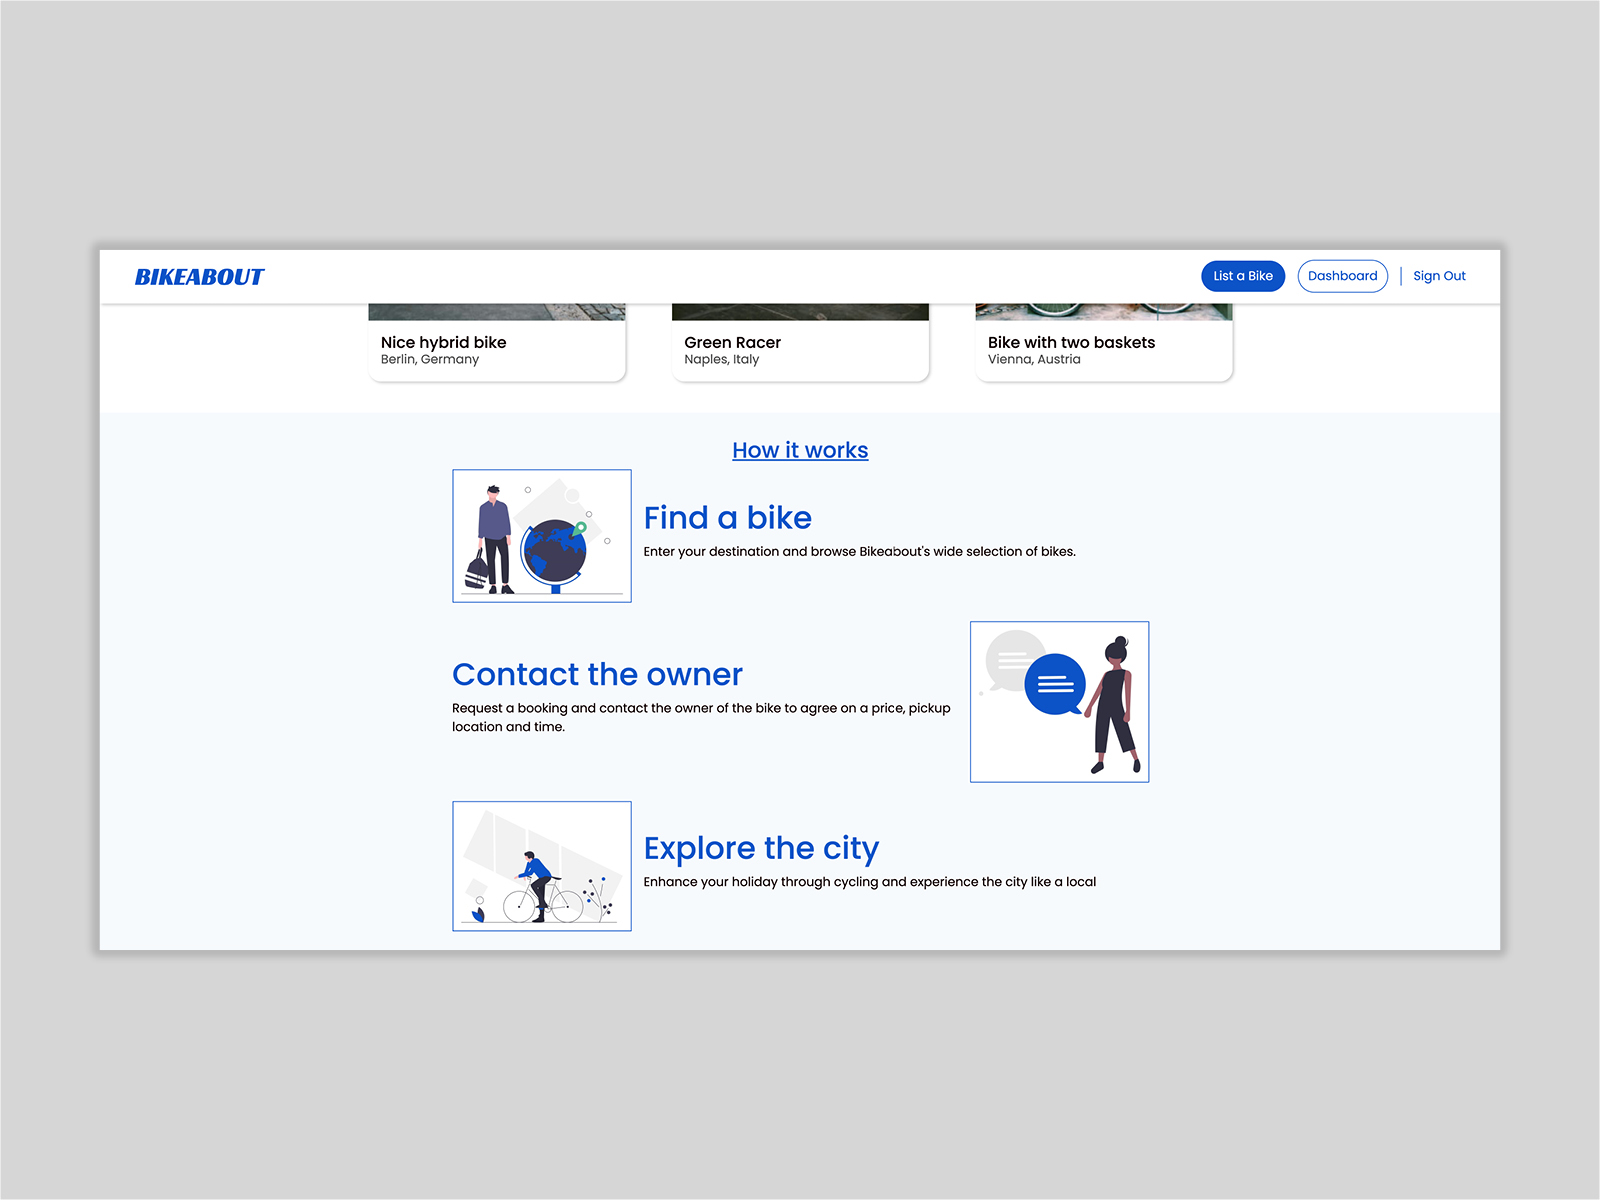 BIKEABOUT
List a Bike
Dashboard
Sign Out
Nice hybrid bike
Berlin, Germany
Green Racer
Naples, Italy
Bike with two baskets
Vienna, Austria
How it works
Find a bike
Enter your destination and browse Bikeabout's wide selection of bikes.
Contact the owner
Request a booking and contact the owner of the bike to agree on a price, pickup
location and time.
Explore the city
Enhance your holiday through cycling and experience the city like a local